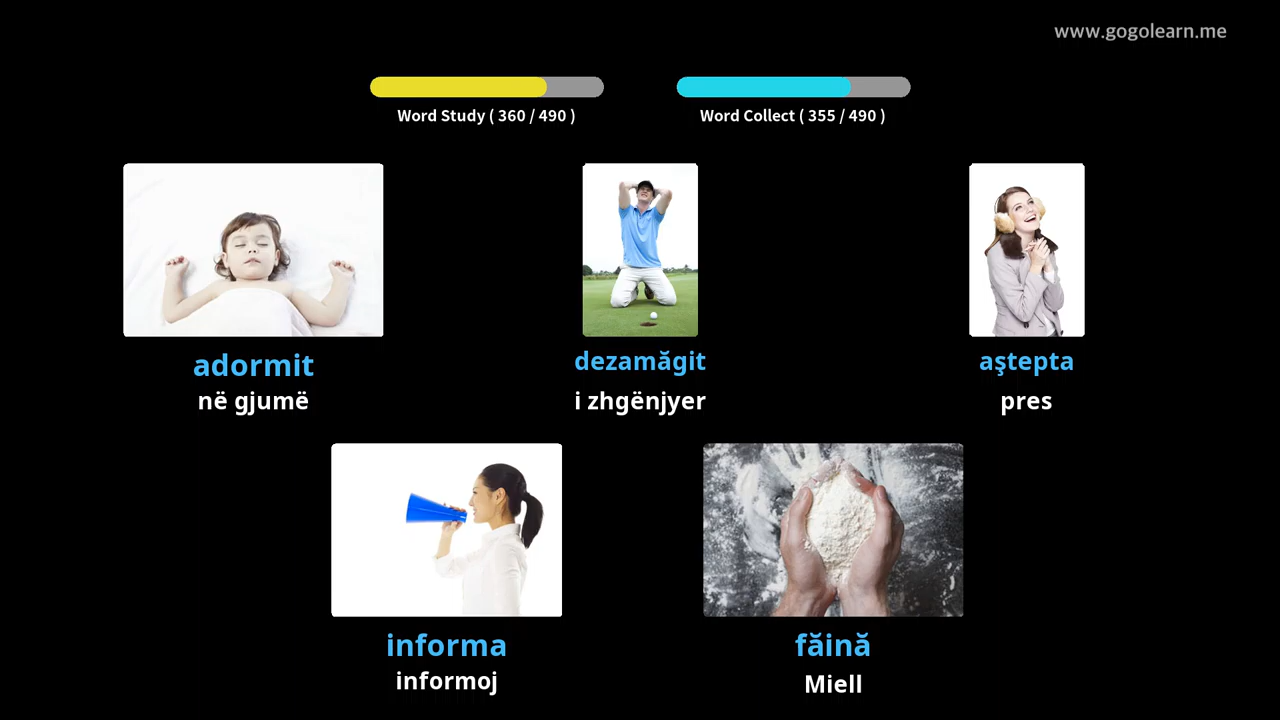 www.gogolearn.me
Word Study ( 360 / 490 )
Word Collect ( 355 / 490 )
adormit
në gjumë
dezamăgit
i zhgënjyer
aştepta
pres
informa
informoj
făină
Miell